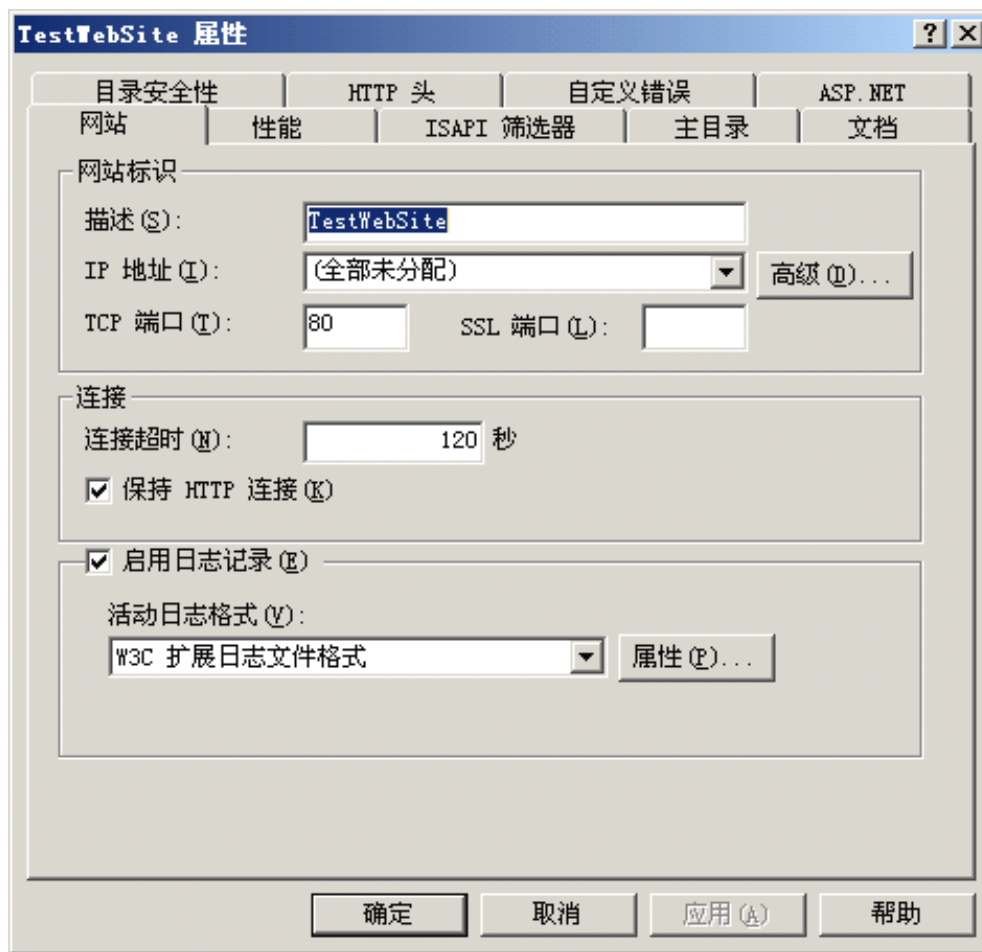 TestWebSite 属性
目录安全性 HTTP 头 自定义错误 ASP.NET
网站 性能 ISAPI 筛选器 主目录 文档
网站标识
描述(S): TestWebSite
IP 地址(I): (全部未分配) 高级(D)...
TCP 端口(T): 80 SSL 端口(L):
连接
连接超时(N): 120 秒
保持 HTTP 连接(K)
启用日志记录(E)
活动日志格式(V):
W3C 扩展日志文件格式 属性(P)...
确定 取消 应用(A) 帮助